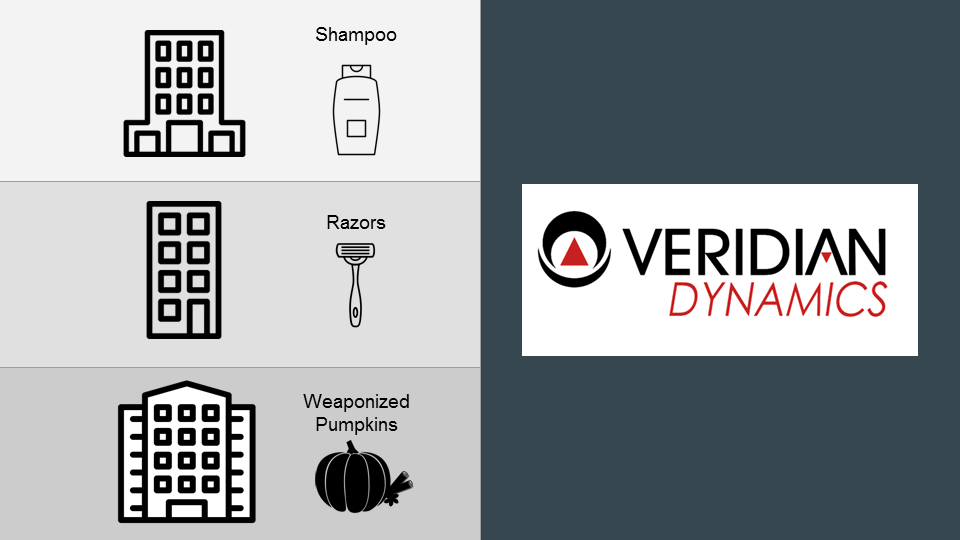 Shampoo
Razors
Weaponized
Pumpkins
VERIDIAN
DYNAMICS